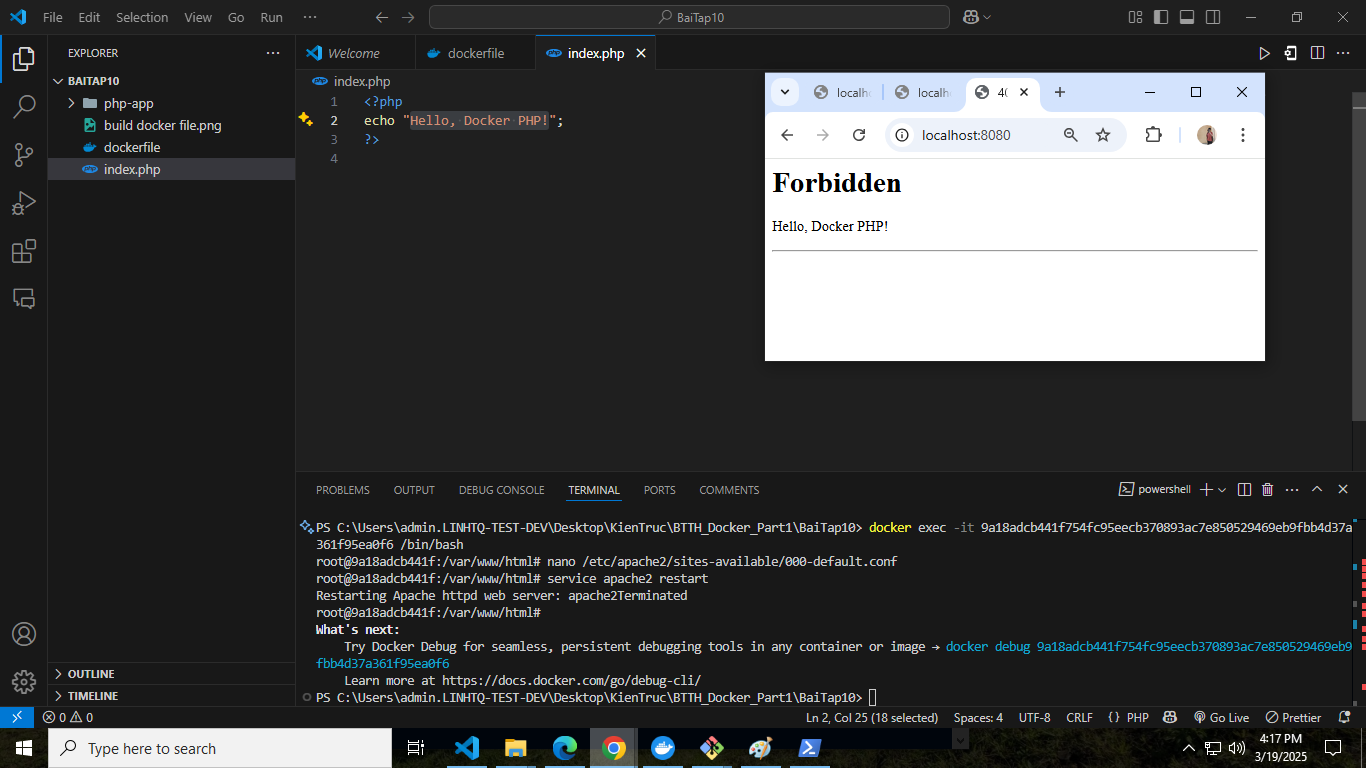 File Edit Selection View Go Run ··· BaiTap10
EXPLORER ···
BAITAP10
php-app
build docker file.png
dockerfile
index.php
OUTLINE
TIMELINE
Welcome dockerfile index.php
index.php
1 <?php
2 echo "Hello, Docker PHP!";
3 ?>
4
localh localh 40
localhost:8080
Forbidden
Hello, Docker PHP!
PROBLEMS OUTPUT DEBUG CONSOLE TERMINAL PORTS COMMENTS powershell
PS C:\Users\admin.LINHTQ-TEST-DEV\Desktop\KienTruc\BTTH_Docker_Part1\BaiTap10> docker exec -it 9a18adcb441f754fc95eecb370893ac7e850529469eb9fbb4d37a
361f95ea0f6 /bin/bash
root@9a18adcb441f:/var/www/html# nano /etc/apache2/sites-available/000-default.conf
root@9a18adcb441f:/var/www/html# service apache2 restart
Restarting Apache httpd web server: apache2Terminated
root@9a18adcb441f:/var/www/html#
What's next:
Try Docker Debug for seamless, persistent debugging tools in any container or image → docker debug 9a18adcb441f754fc95eecb370893ac7e850529469eb9
fbb4d37a361f95ea0f6
Learn more at https://docs.docker.com/go/debug-cli/
PS C:\Users\admin.LINHTQ-TEST-DEV\Desktop\KienTruc\BTTH_Docker_Part1\BaiTap10>
0 0 Ln 2, Col 25 (18 selected) Spaces: 4 UTF-8 CRLF {} PHP Go Live Prettier
Type here to search
4:17 PM
3/19/2025